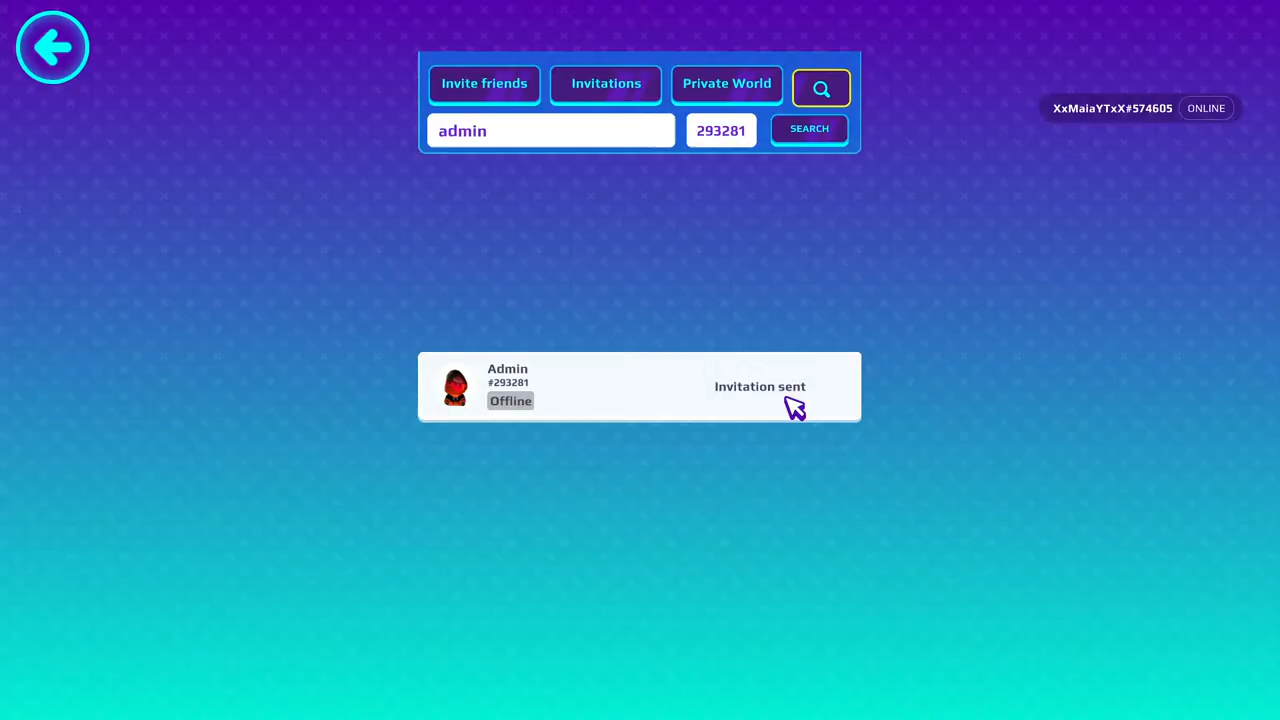 Invite friends
Invitations
Private World
XxMaiaYTxX#574605 ONLINE
admin
293281
SEARCH
Admin
#293281
Offline
Invitation sent